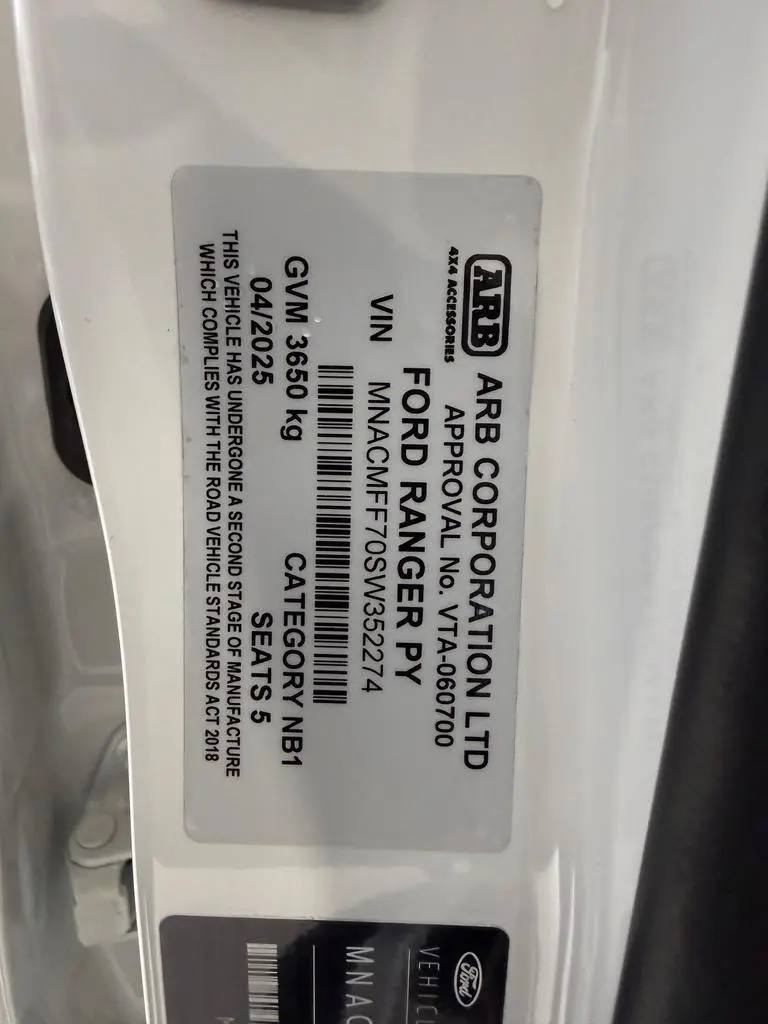 ARB
4X4 ACCESSORIES
ARB CORPORATION LTD
APPROVAL No. VTA-060700
FORD RANGER PY
VIN MNACMFF70SW352274
GVM 3650 kg CATEGORY NB1
04/2025 SEATS 5
THIS VEHICLE HAS UNDERGONE A SECOND STAGE OF MANUFACTURE
WHICH COMPLIES WITH THE ROAD VEHICLE STANDARDS ACT 2018
Ford